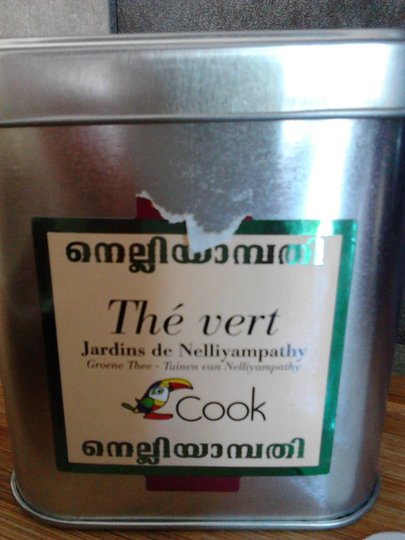 നെല്ലിയാമ്പതി
Thé vert
Jardins de Nelliyampathy
Groene Thee - Tuinen van Nelliyampathy
Cook
നെല്ലിയാമ്പതി